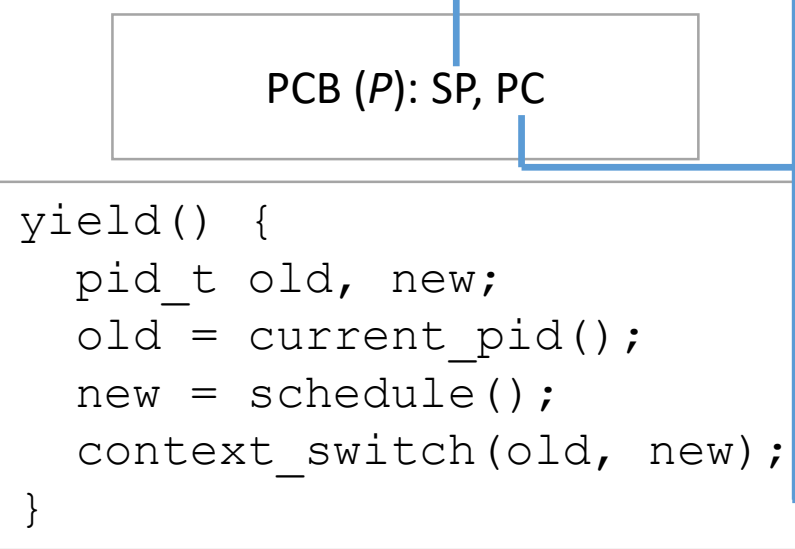 PCB (P): SP, PC
yield() {
  pid_t old, new;
  old = current_pid();
  new = schedule();
  context_switch(old, new);
}